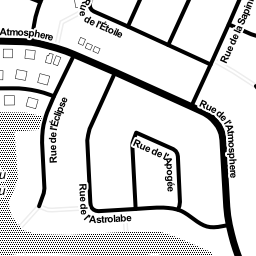 Rue de l'Étoile
Rue de la Sapin
Atmosphere
Rue de l'Atmosphere
Rue de l'Éclipse
Rue de l'Apogée
Rue de l'Astrolabe